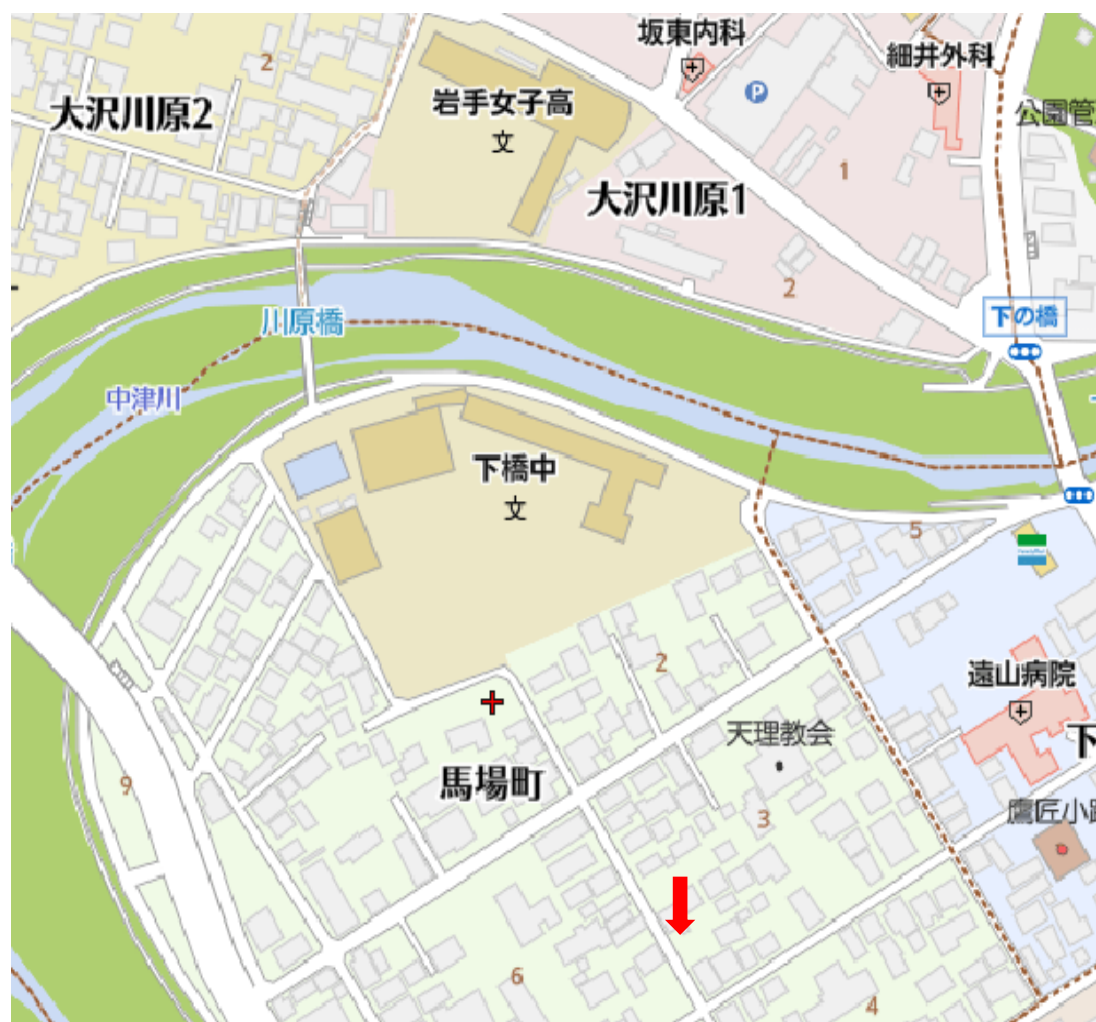 坂東内科
細井外科
2
大沢川原2
岩手女子高
文
P
公園管
1
大沢川原1
2
川原橋
下の橋
中津川
下橋中
文
5
2
遠山病院
天理教会
下
馬場町
9
3
鷹匠小路
6
4